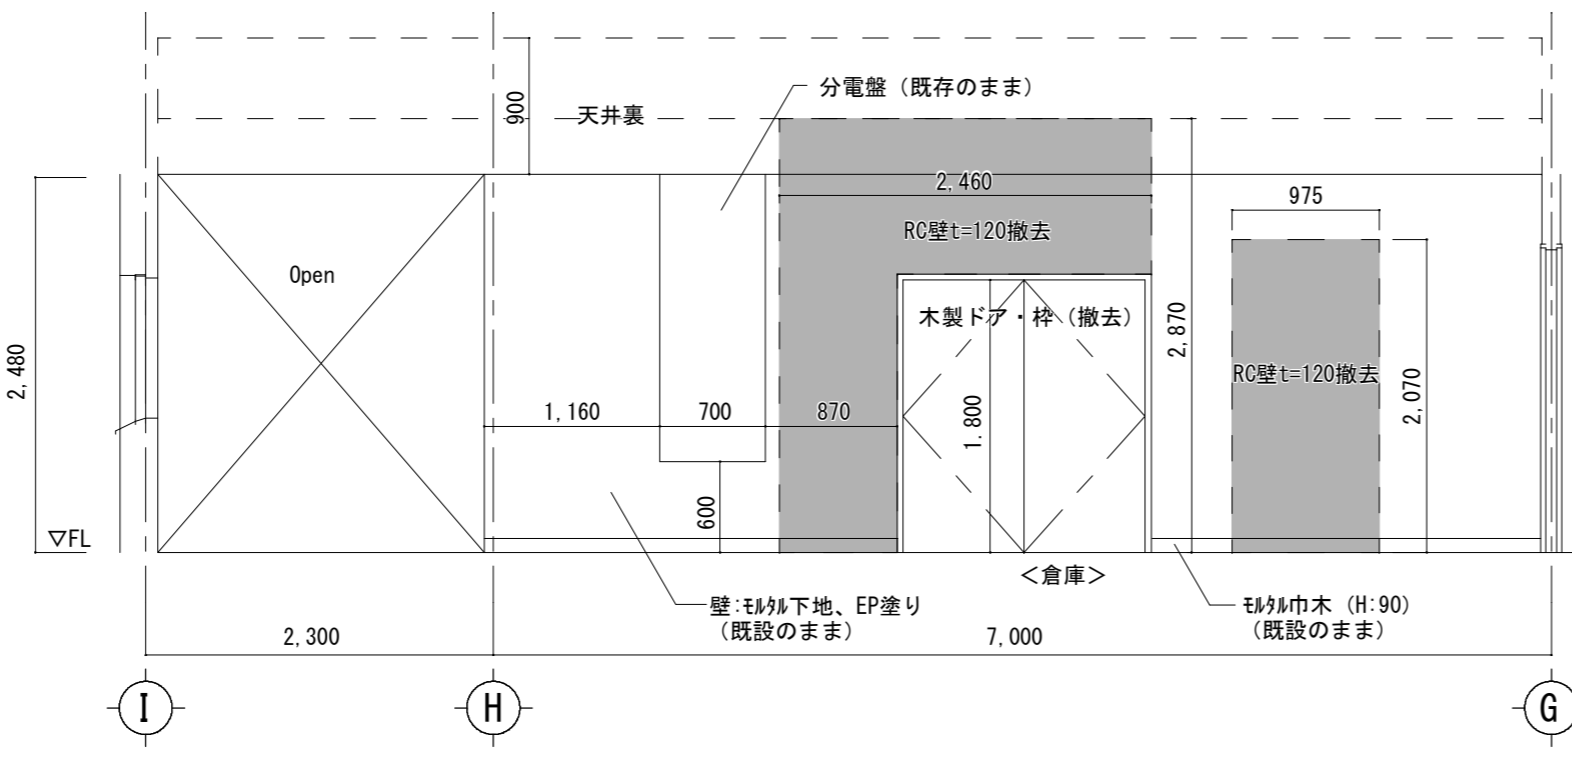 分電盤（既存のまま）
900
天井裏
2,460
975
RC壁t=120撤去
Open
木製ドア・枠（撤去）
2,870
2,480
RC壁t=120撤去
1,160
700
870
1.800
2,070
600
▽FL
＜倉庫＞
壁:ﾓﾙﾀﾙ下地、EP塗り
（既設のまま）
ﾓﾙﾀﾙ巾木（H:90）
（既設のまま）
2,300
7,000
I
H
G